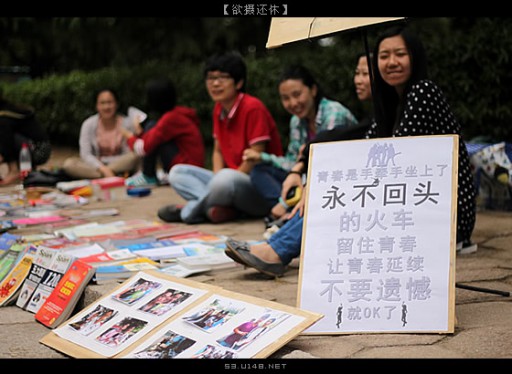 【欲摄还休】
青春是手牵手坐上了
永不回头
的火车
留住青春
让青春延续
不要遗憾
就OK了
S9.U148.NET